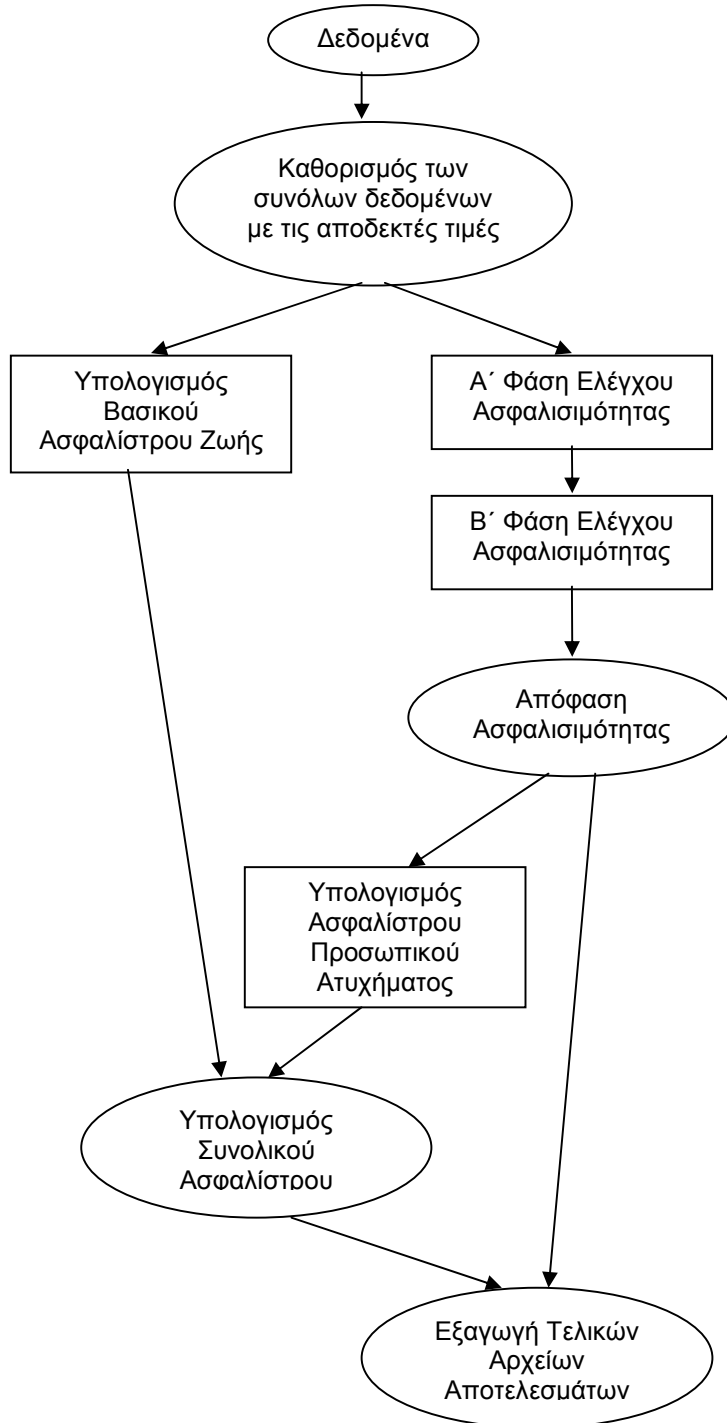 Δεδομένα
Καθορισμός των
συνόλων δεδομένων
με τις αποδεκτές τιμές
Υπολογισμός
Βασικού
Ασφαλίστρου Ζωής
Α΄ Φάση Ελέγχου
Ασφαλισιμότητας
Β΄ Φάση Ελέγχου
Ασφαλισιμότητας
Απόφαση
Ασφαλισιμότητας
Υπολογισμός
Ασφαλίστρου
Προσωπικού
Ατυχήματος
Υπολογισμός
Συνολικού
Ασφαλίστρου
Εξαγωγή Τελικών
Αρχείων
Αποτελεσμάτων